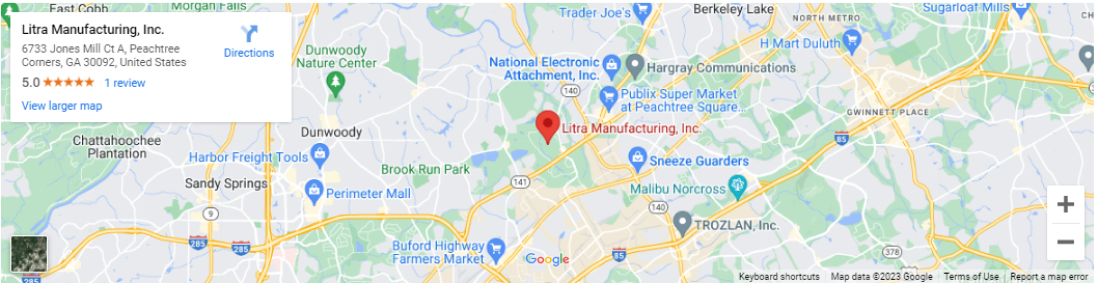 East Cobb
Morgan Falls
Litra Manufacturing, Inc.
6733 Jones Mill Ct A, Peachtree
Corners, GA 30092, United States
Directions
5.0
1 review
View larger map
Trader Joe's
Berkeley Lake
NORTH METRO
Sugarloaf Mills
H Mart Duluth
Dunwoody
Nature Center
National Electronic
Attachment, Inc.
Hargray Communications
140
Publix Super Market
at Peachtree Square...
GWINNETT PLACE
Litra Manufacturing, Inc.
Chattahoochee
Plantation
Dunwoody
85
Harbor Freight Tools
Brook Run Park
Sneeze Guarders
Sandy Springs
Perimeter Mall
141
Malibu Norcross
9
140
TROZLAN, Inc.
285
285
Buford Highway
Farmers Market
85
378
Google
Keyboard shortcuts
Map data ©2023 Google
Terms of Use
Report a map error